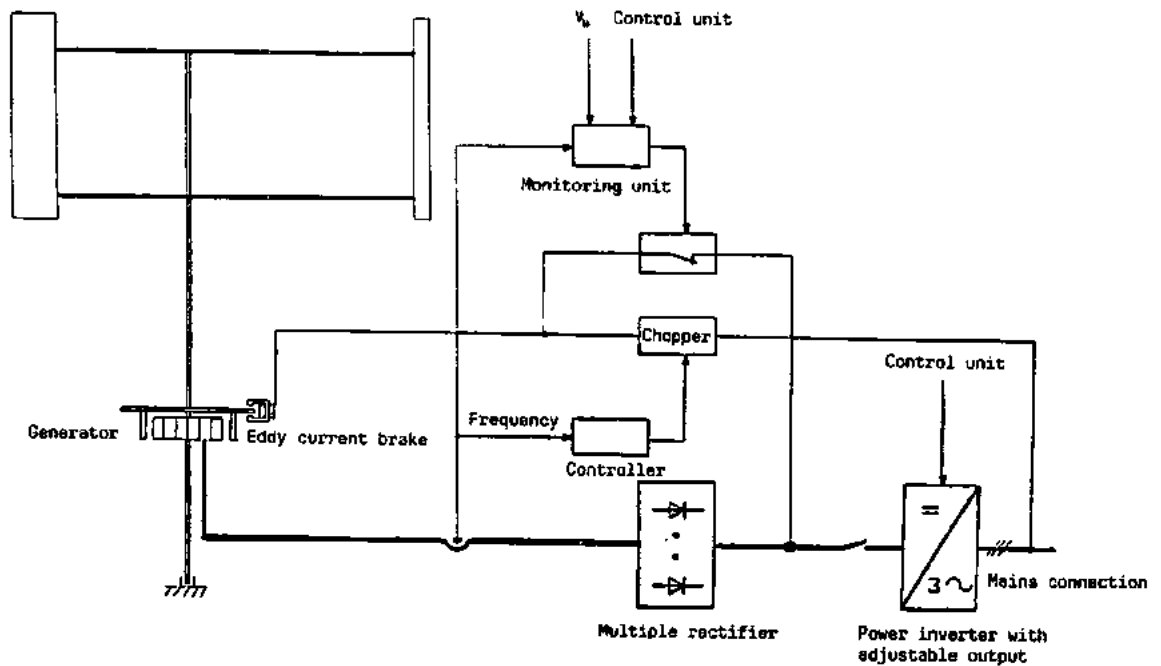 Control unit
Monitoring unit
Chopper
Control unit
Frequency
Generator
Eddy current brake
Controller
=
3 ~
Mains connection
Multiple rectifier
Power inverter with
adjustable output